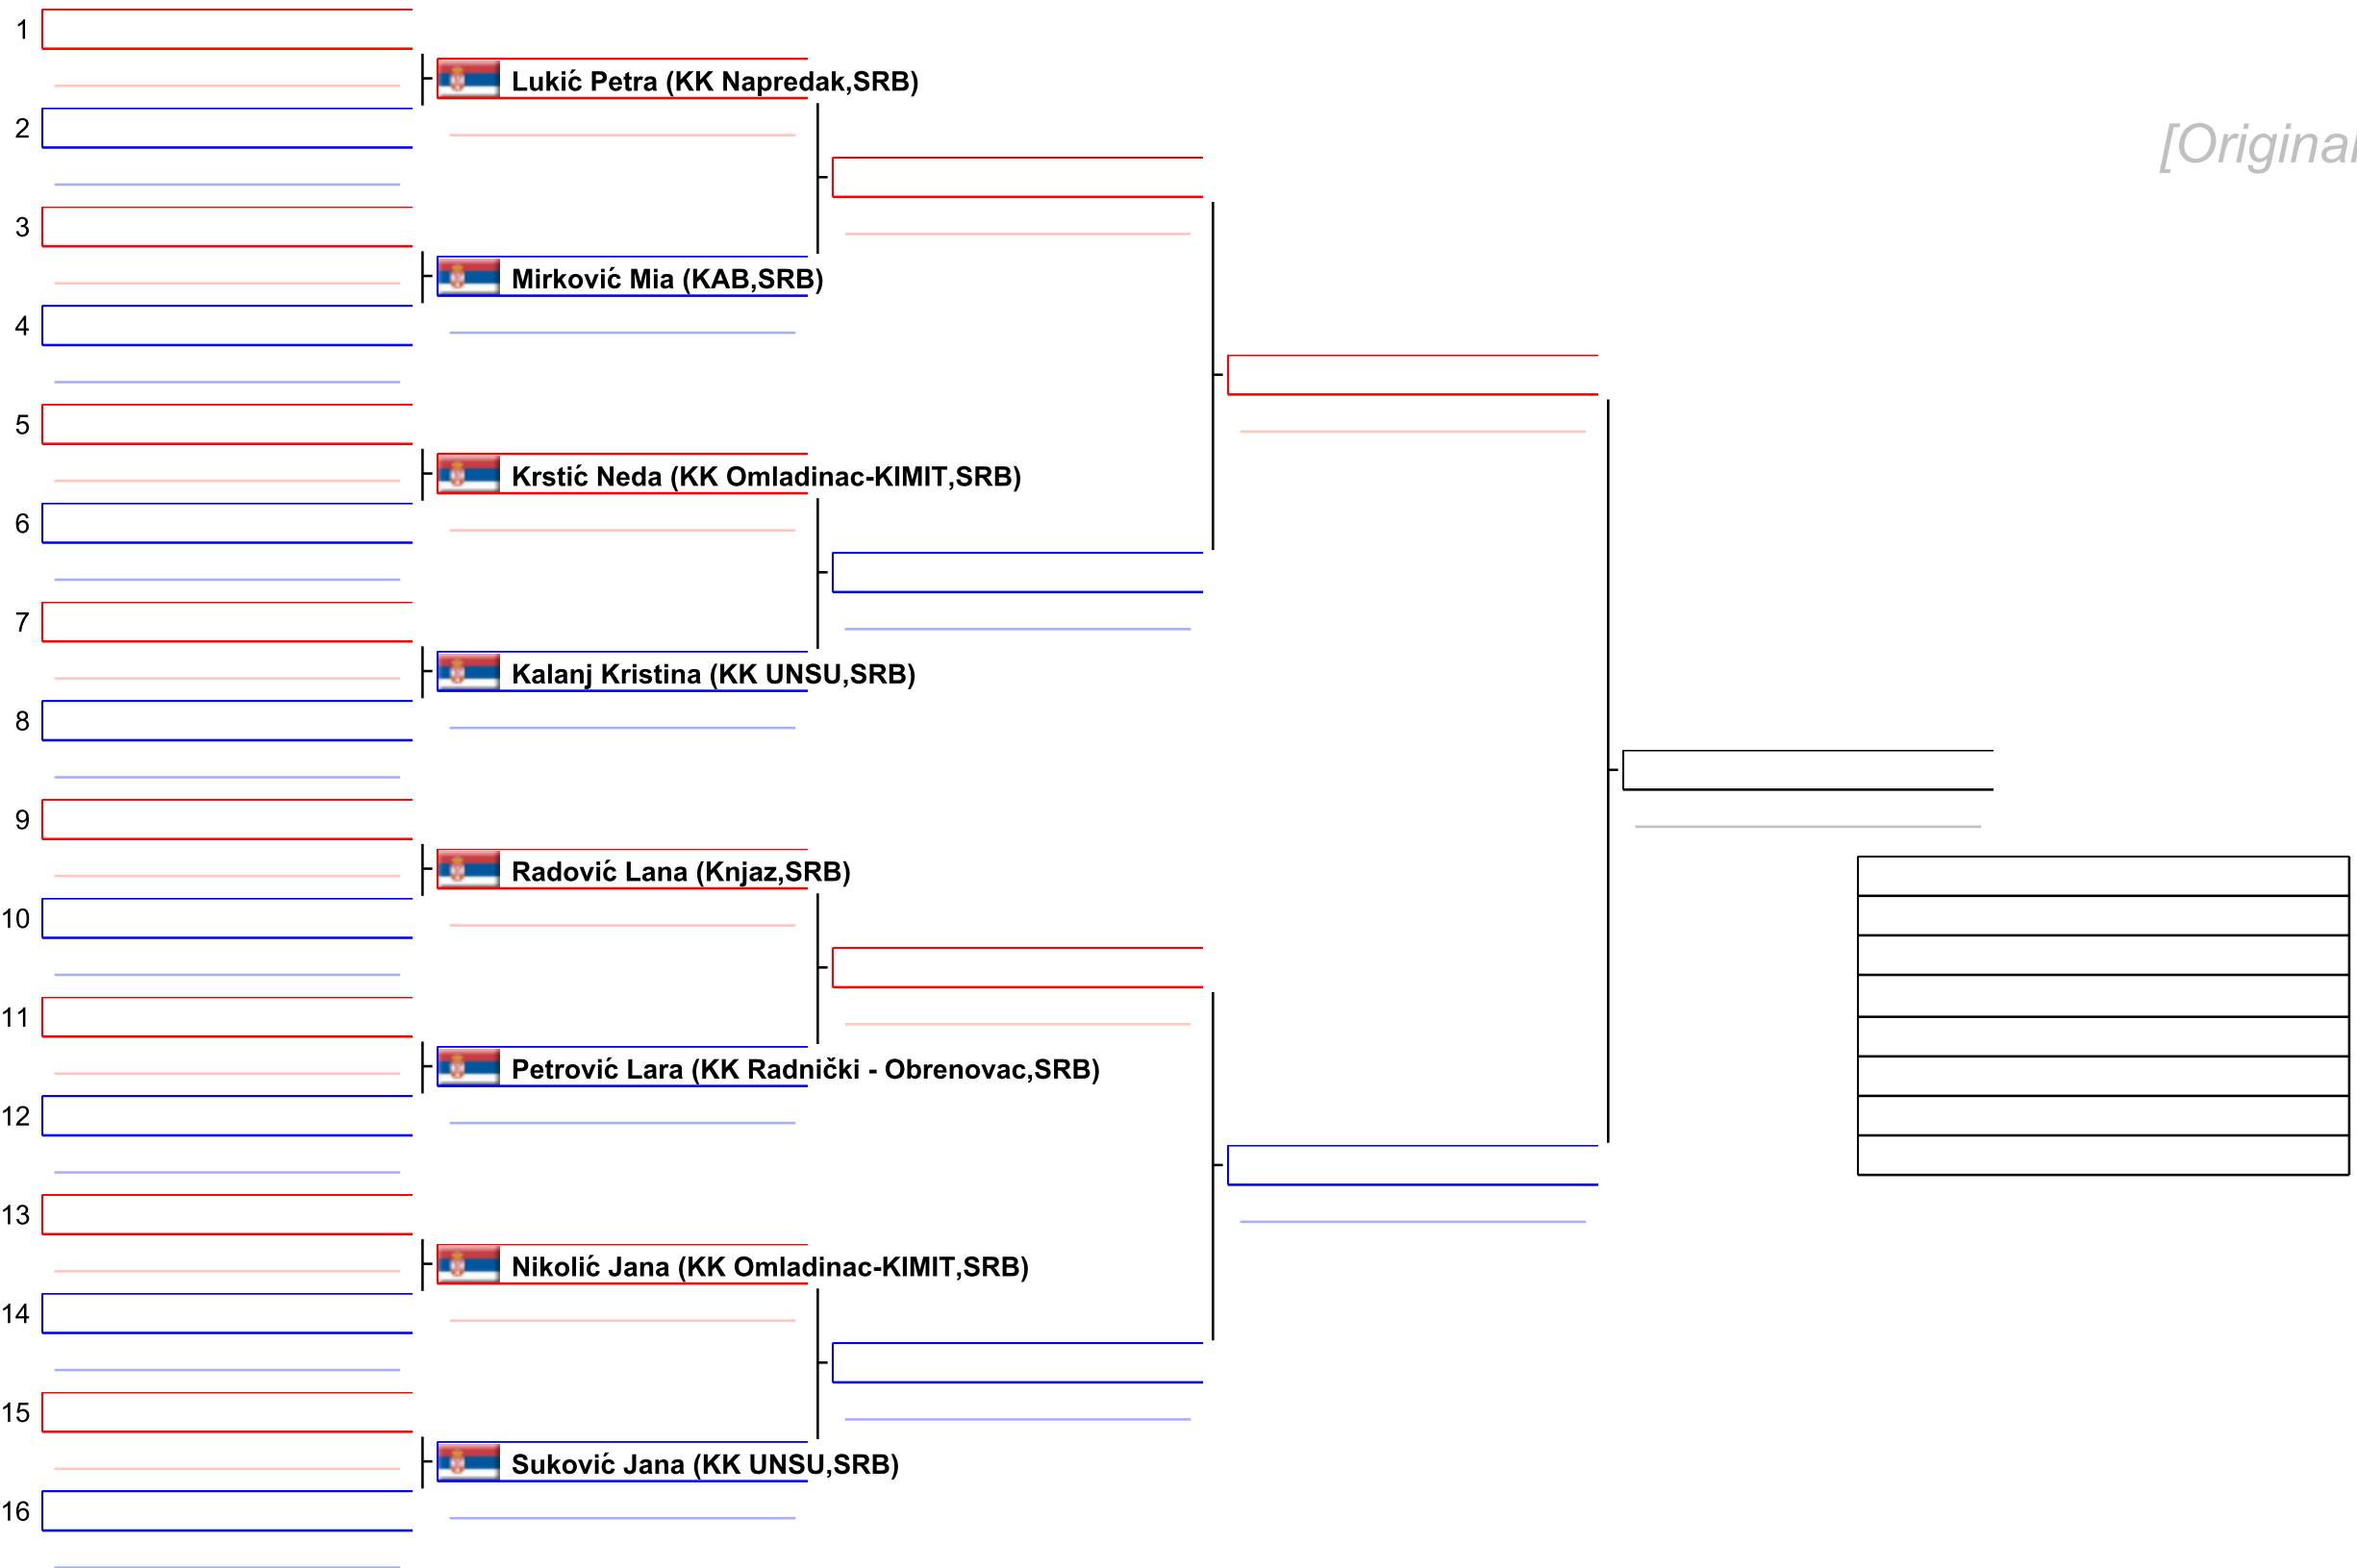 1
Lukić Petra (KK Napredak,SRB)
2
[Original
3
Mirković Mia (KAB,SRB)
4
5
Krstić Neda (KK Omladinac-KIMIT,SRB)
6
7
Kalanj Kristina (KK UNSU,SRB)
8
9
Radović Lana (Knjaz,SRB)
10
11
Petrović Lara (KK Radnički - Obrenovac,SRB)
12
13
Nikolić Jana (KK Omladinac-KIMIT,SRB)
14
15
Suković Jana (KK UNSU,SRB)
16